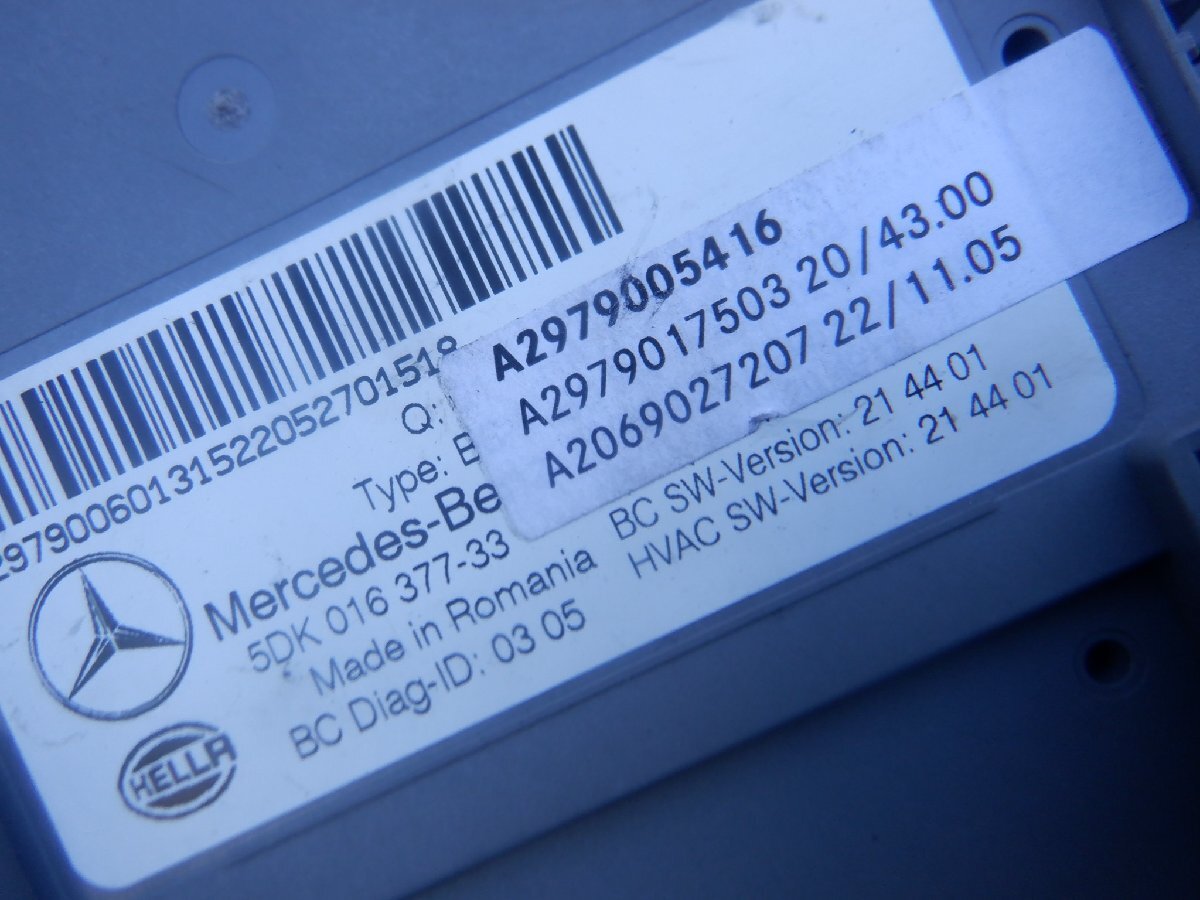 2979006013152205270151
A2979005416
A2979017503 20/43.00
A2069027207 22/11.05
Q:
Type:
Mercedes-Be
5DK 016 377-33
Made in Romania
BC Diag-ID: 03 05
BC SW-Version: 21 44 01
HVAC SW-Version: 21 44 01
HELLA